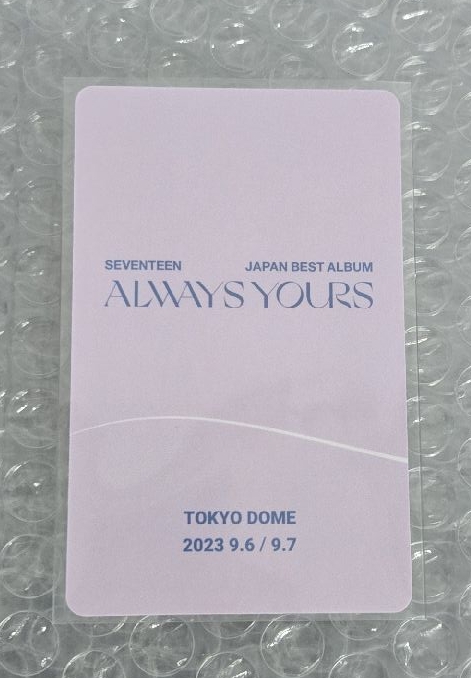 SEVENTEEN JAPAN BEST ALBUM
ALWAYS YOURS
TOKYO DOME
2023 9.6 / 9.7